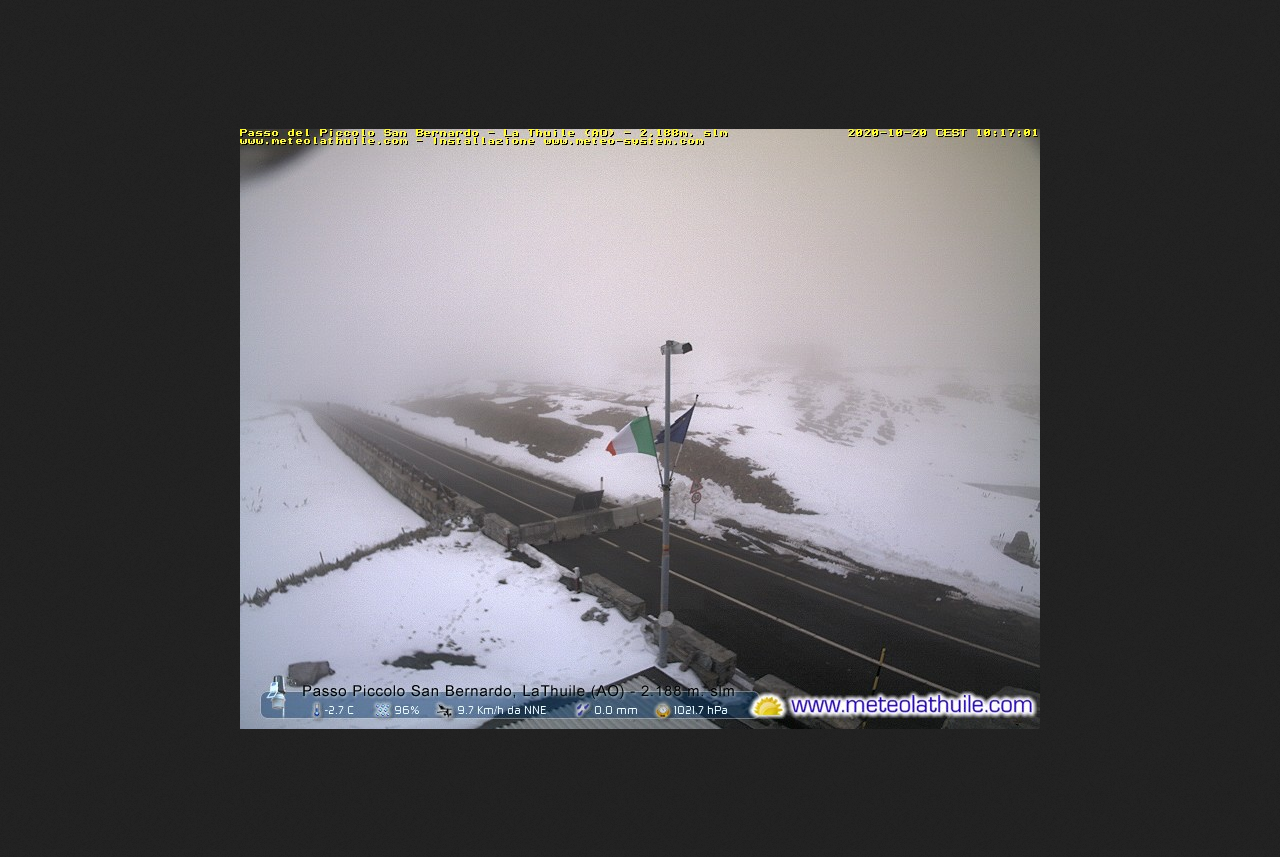 Passo del Piccolo San Bernardo - La Thuile (AO) - 2.188m. slm
2020-10-20 CEST 10:17:01
www.meteolathuile.com - Installazione www.meteo-system.com
Passo Piccolo San Bernardo, LaThuile (AO) - 2.188 m. slm
-2.7 C 96% 9.7 Km/h da NNE 0.0 mm 1021.7 hPa
www.meteolathuile.com